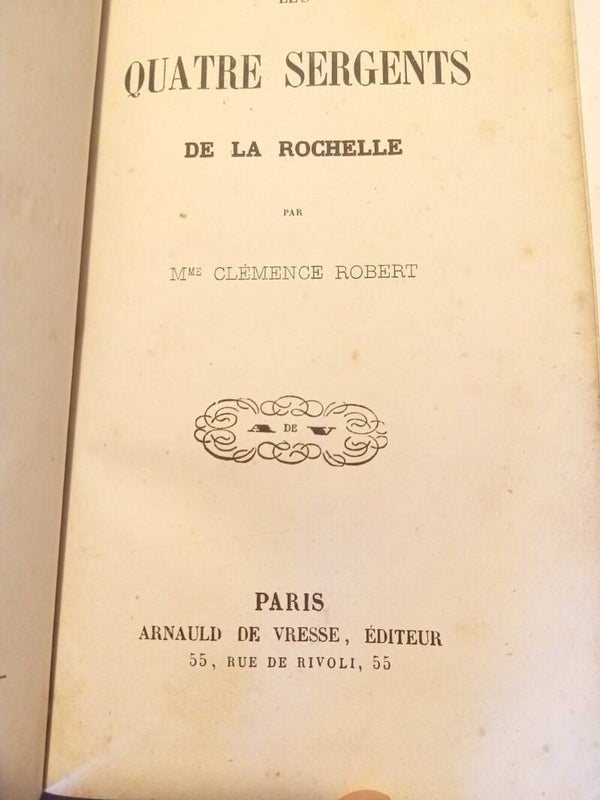 LES
QUATRE SERGENTS
DE LA ROCHELLE
PAR
MME CLÉMENCE ROBERT
A DE V
PARIS
ARNAULD DE VRESSE, ÉDITEUR
55, RUE DE RIVOLI, 55